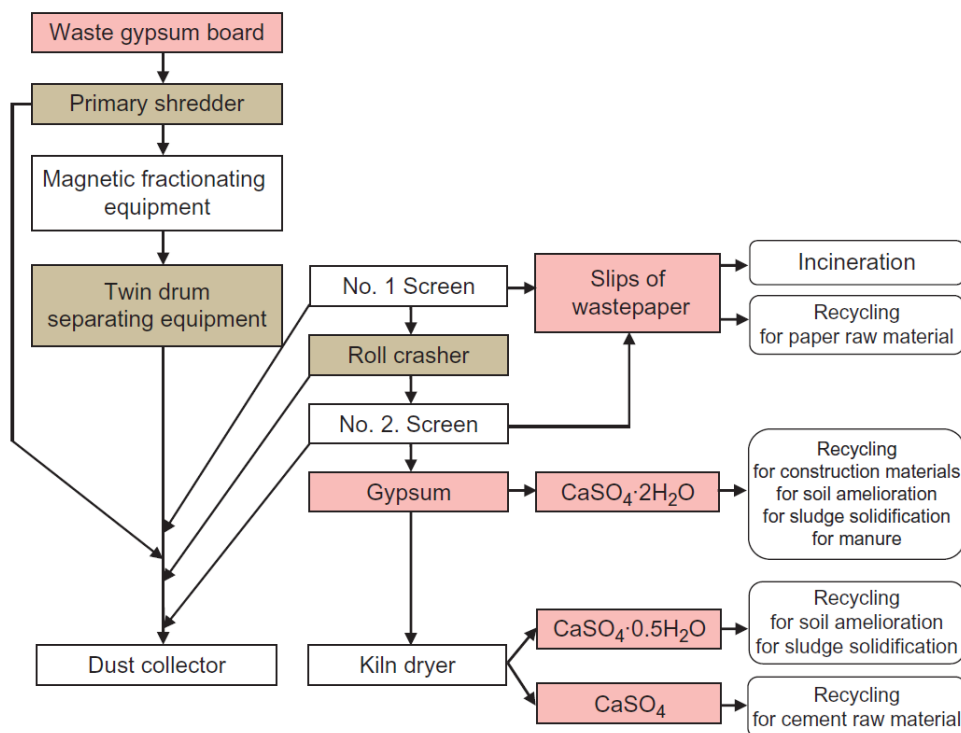 Waste gypsum board
Primary shredder
Magnetic fractionating
equipment
Twin drum
separating equipment
Dust collector
No. 1 Screen
Roll crasher
No. 2. Screen
Gypsum
Kiln dryer
Slips of
wastepaper
CaSO₄·2H₂O
CaSO₄·0.5H₂O
CaSO₄
Incineration
Recycling
for paper raw material
Recycling
for construction materials
for soil amelioration
for sludge solidification
for manure
Recycling
for soil amelioration
for sludge solidification
Recycling
for cement raw material